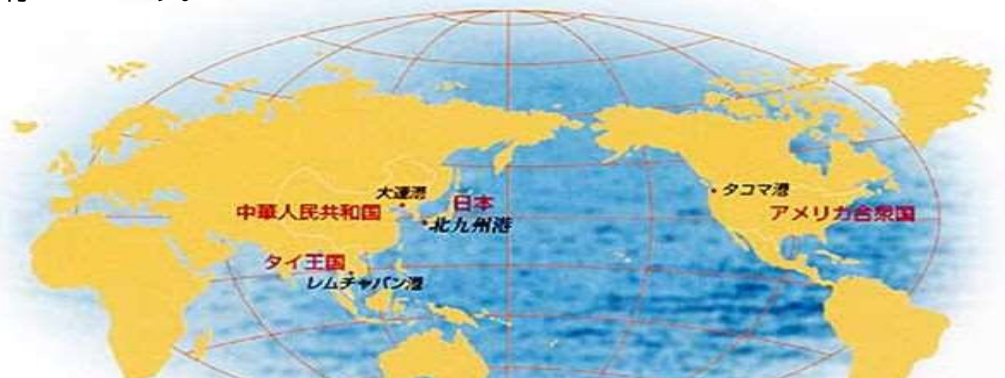 大連港
タコマ港
中華人民共和国
日本
アメリカ合衆国
北九州港
タイ王国
レムチャバン港